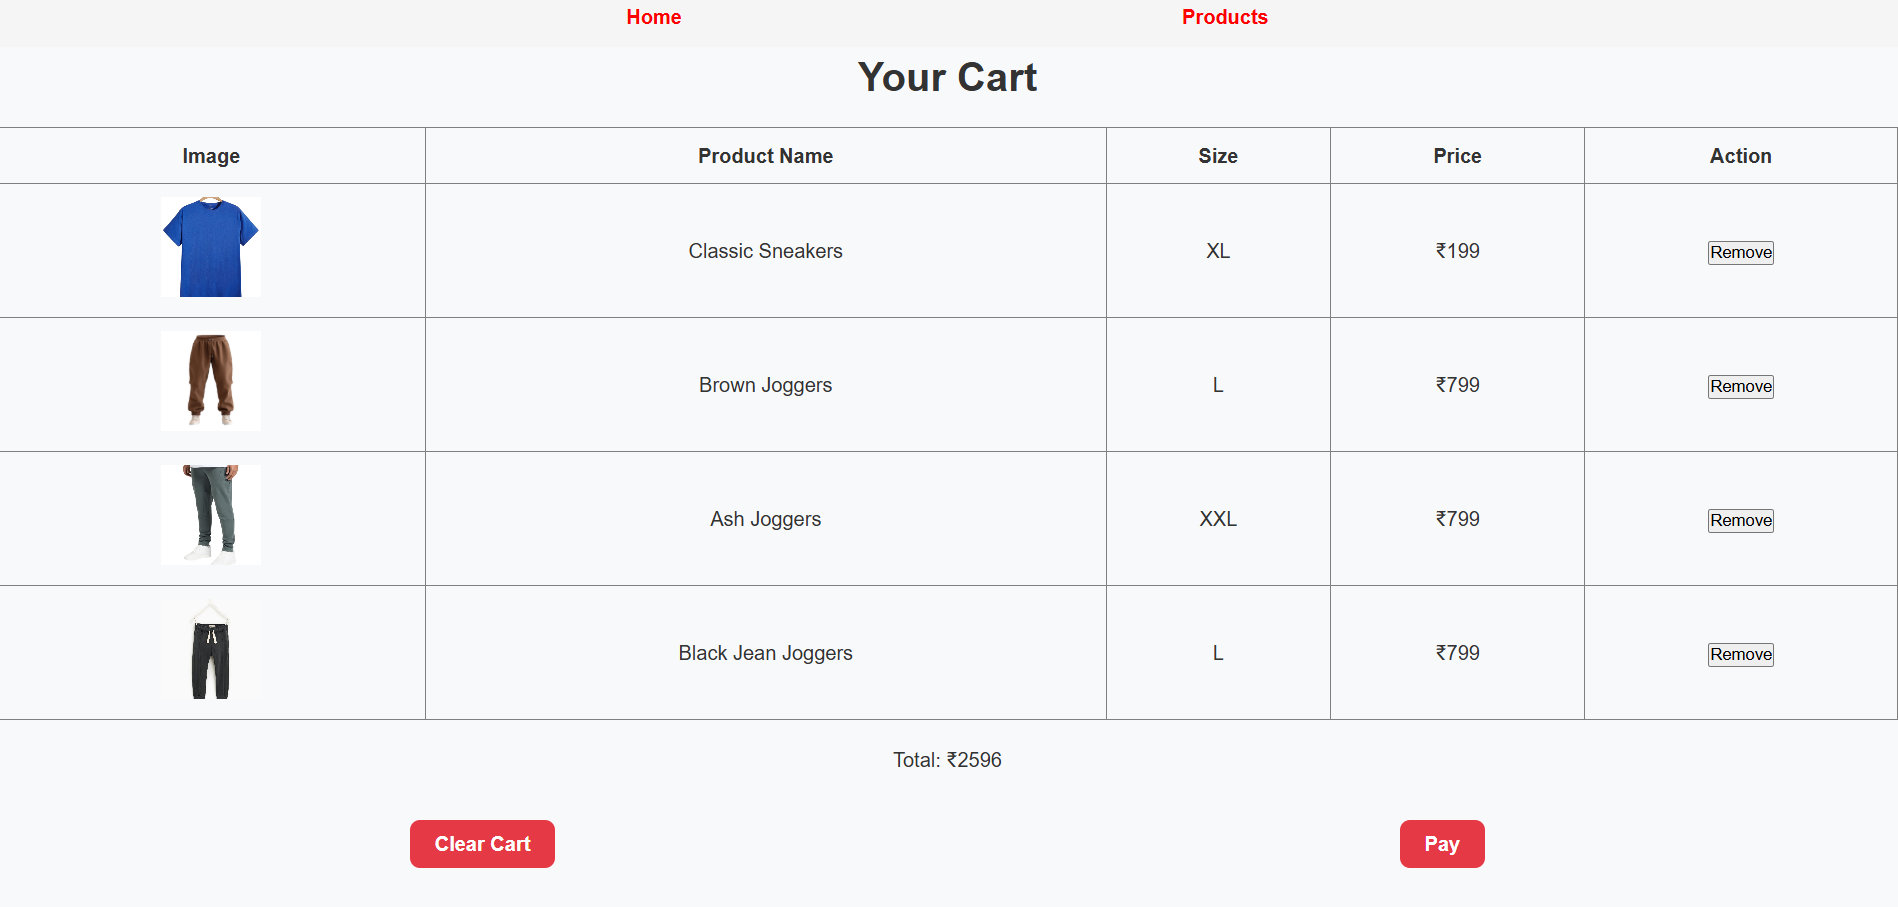 Home Products
Your Cart
Image Product Name Size Price Action
Classic Sneakers XL ₹199 Remove
Brown Joggers L ₹799 Remove
Ash Joggers XXL ₹799 Remove
Black Jean Joggers L ₹799 Remove
Total: ₹2596
Clear Cart Pay